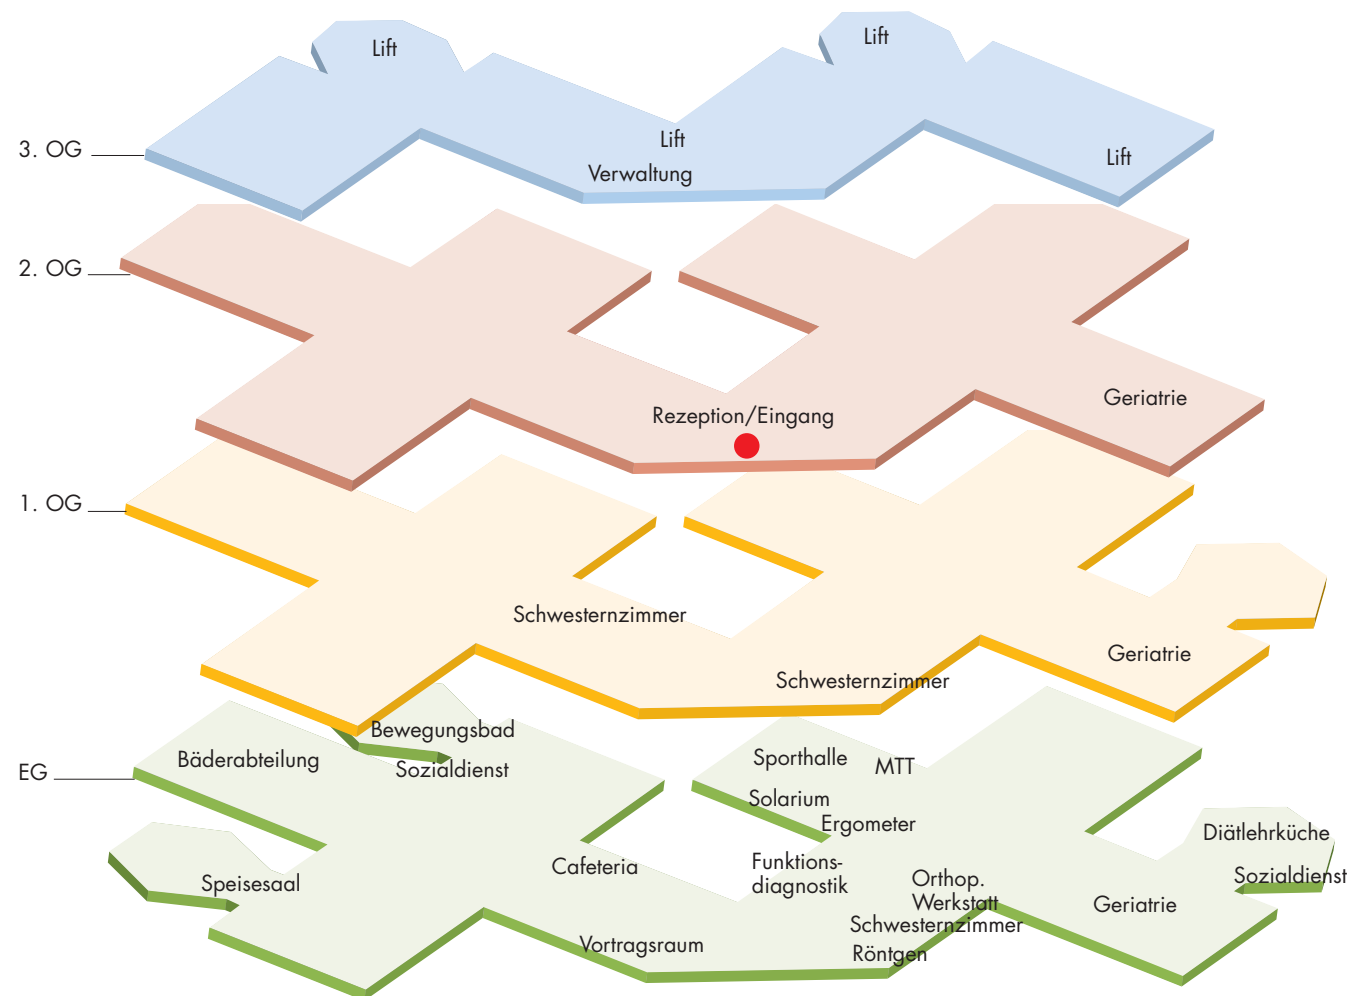 Lift
Lift
3. OG
Lift
Lift
Verwaltung
2. OG
Geriatrie
Rezeption/Eingang
1. OG
Schwesternzimmer
Geriatrie
Schwesternzimmer
EG
Bewegungsbad
Bäderabteilung
Sozialdienst
Sporthalle
MTT
Solarium
Ergometer
Diätlehrküche
Speisesaal
Cafeteria
Funktions-
diagnostik
Orthop.
Werkstatt
Sozialdienst
Geriatrie
Schwesternzimmer
Vortragsraum
Röntgen